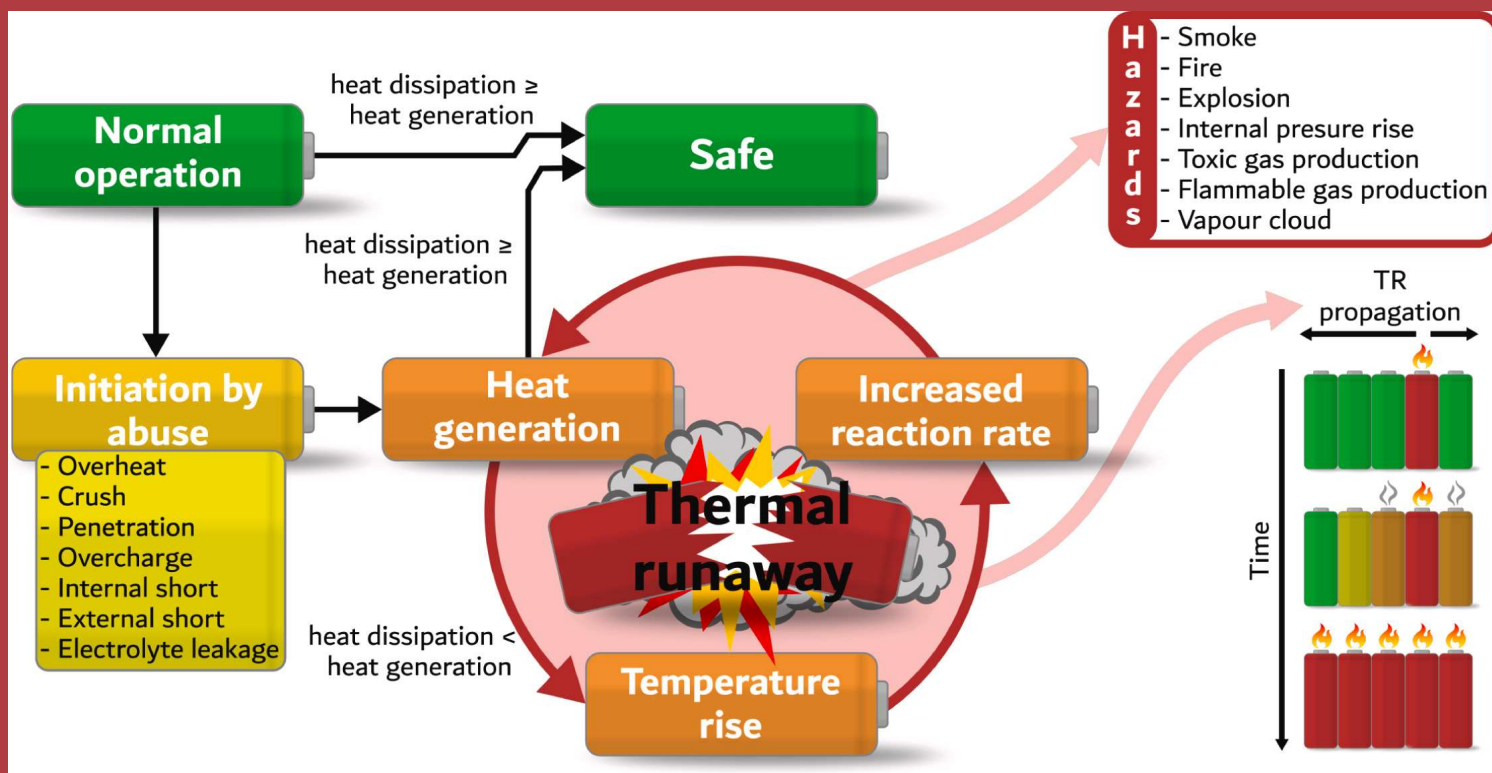 Normal
operation
heat dissipation ≥
heat generation
Safe
Hazards
- Smoke
- Fire
- Explosion
- Internal presure rise
- Toxic gas production
- Flammable gas production
- Vapour cloud
heat dissipation ≥
heat generation
Initiation by
abuse
- Overheat
- Crush
- Penetration
- Overcharge
- Internal short
- External short
- Electrolyte leakage
Heat
generation
Increased
reaction rate
Thermal
runaway
heat dissipation <
heat generation
Temperature
rise
TR
propagation
Time